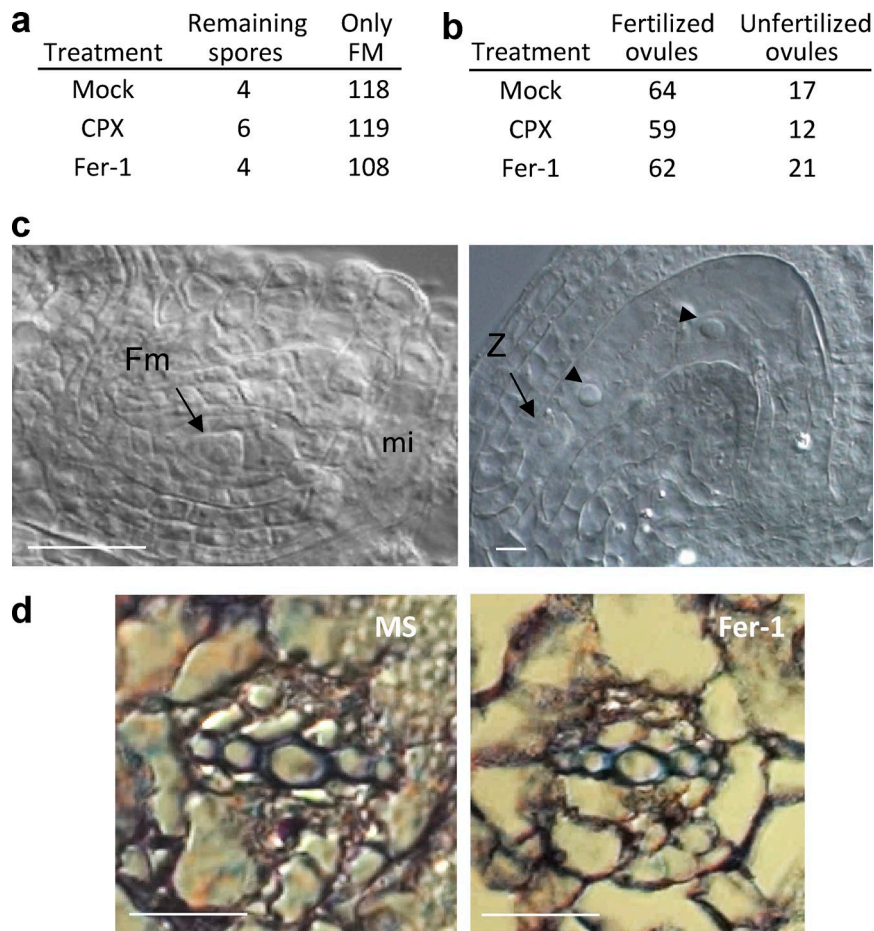 a
Treatment Remaining spores Only FM
Mock 4 118
CPX 6 119
Fer-1 4 108
b
Treatment Fertilized ovules Unfertilized ovules
Mock 64 17
CPX 59 12
Fer-1 62 21
c
Fm
mi
Z
d
MS
Fer-1